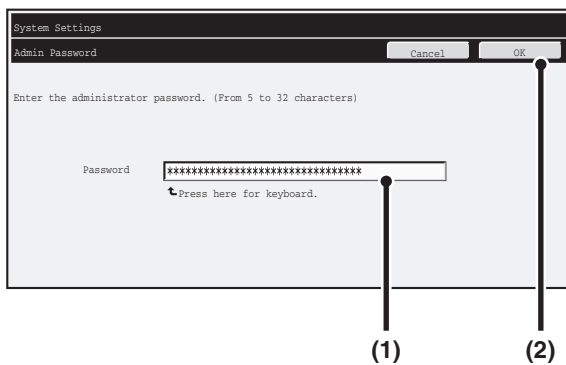 System Settings
Admin Password Cancel OK
Enter the administrator password. (From 5 to 32 characters)
Password ********************************
Press here for keyboard.
(1) (2)